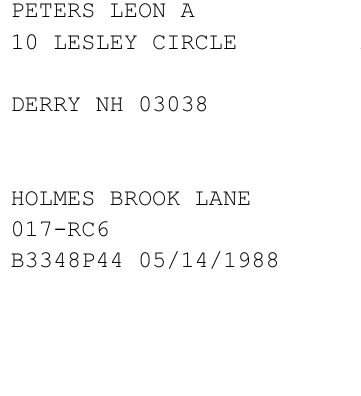 PETERS LEON A
10 LESLEY CIRCLE
DERRY NH 03038
HOLMES BROOK LANE
017-RC6
B3348P44 05/14/1988